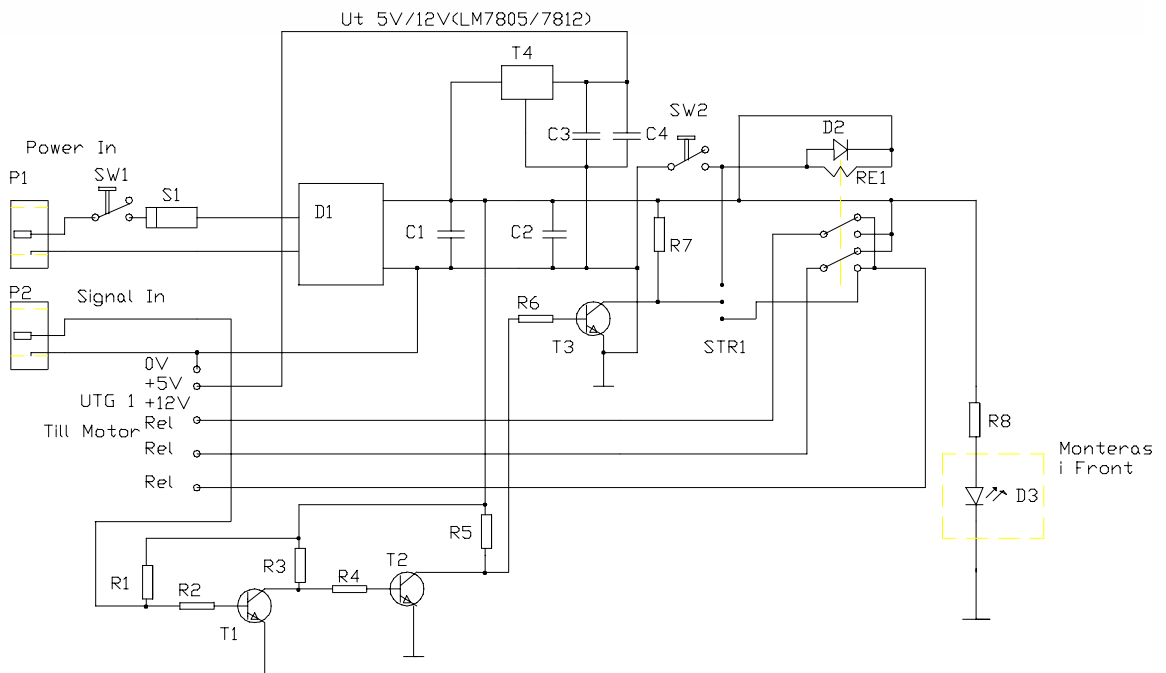 Ut 5V/12V(LM7805/7812)
T4
C3
C4
SW2
D2
RE1
Power In
P1
SW1
S1
D1
C1
C2
R7
P2
Signal In
R6
T3
STR1
0V
+5V
UTG 1 +12V
Till Motor Rel
Rel
Rel
R8
Monteras
i Front
D3
R5
R1
R2
R3
R4
T2
T1